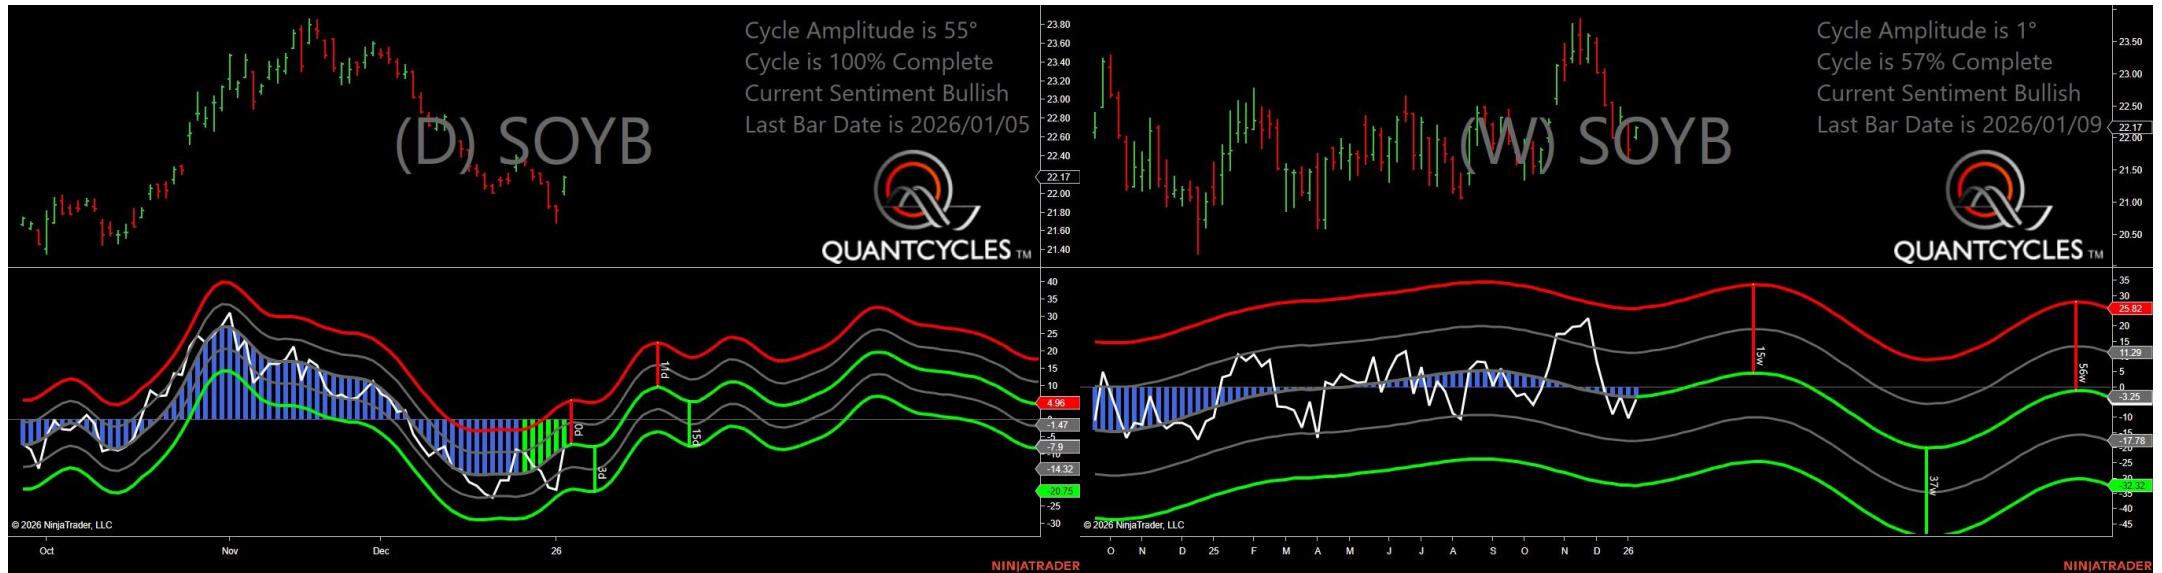 Cycle Amplitude is 55°
Cycle is 100% Complete
Current Sentiment Bullish
Last Bar Date is 2026/01/05
(D) SOYB
QUANTCYCLES TM
23.80
23.60
23.40
23.20
23.00
22.80
22.60
22.40
22.17
22.00
21.80
21.60
21.40
40
35
30
25
20
15
10
4.96
-1.47
-5
-7.9
-10
-14.32
-20.75
-25
-30
0d
3d
11d
15d
© 2026 NinjaTrader, LLC
Oct
Nov
Dec
26
NINJATRADER
Cycle Amplitude is 1°
Cycle is 57% Complete
Current Sentiment Bullish
Last Bar Date is 2026/01/09
(W) SOYB
QUANTCYCLES TM
23.50
23.00
22.50
22.17
22.00
21.50
21.00
20.50
35
30
25.82
20
15
11.29
5
0
-3.25
-10
-15
-17.78
-20
-25
-32.32
-35
-40
-45
15w
37w
56w
© 2026 NinjaTrader, LLC
O
N
D
25
F
M
A
M
J
J
A
S
O
N
D
26
NINJATRADER